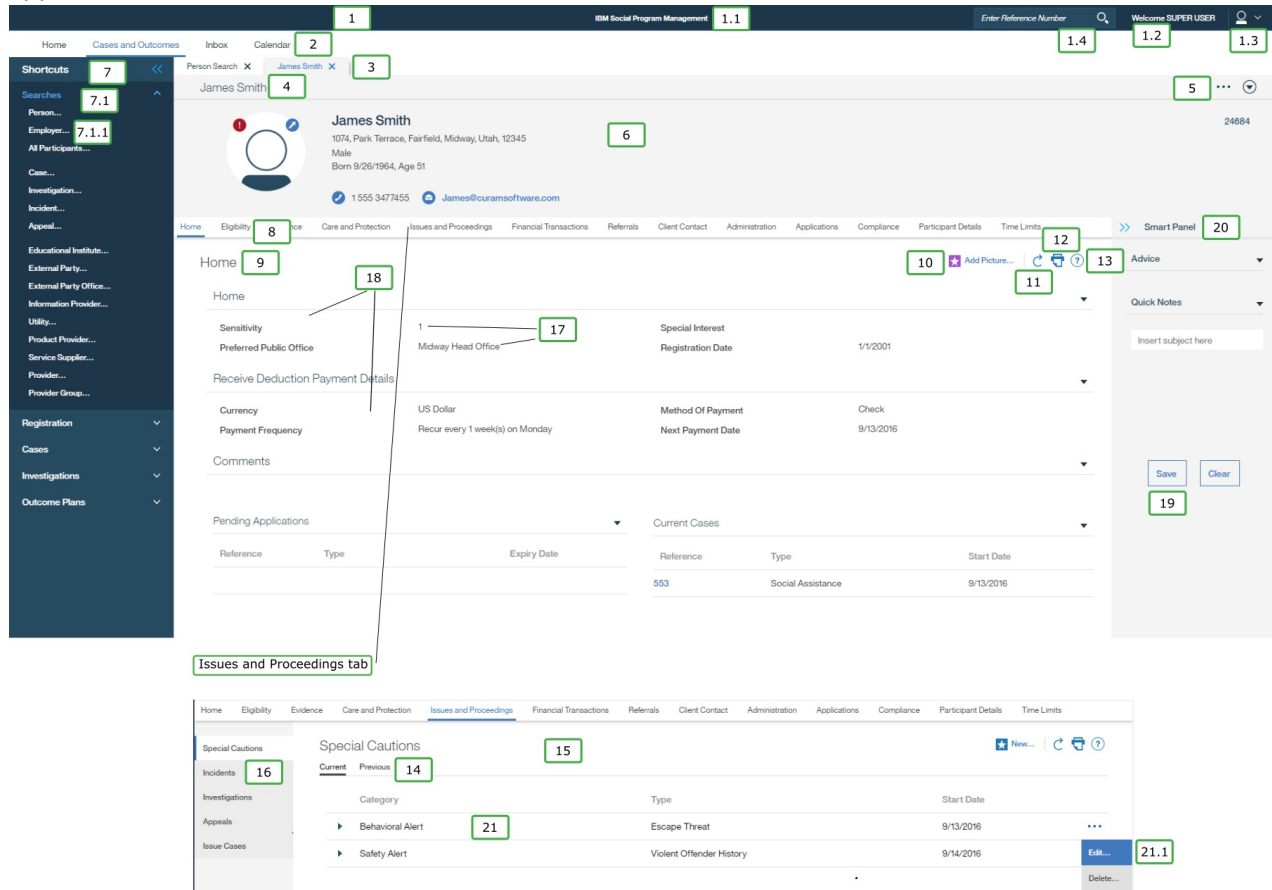 1 IBM Social Program Management 1.1 Enter Reference Number Welcome SUPER USER
1.4 1.2 1.3
Home Cases and Outcomes Inbox Calendar 2
Shortcuts 7 Person Search James Smith 3
James Smith 4 5
Searches 7.1
Person...
Employer... 7.1.1
All Participants...
Case...
Investigation...
Incident...
Appeal...
Educational Institute...
External Party...
External Party Office...
Information Provider...
Utility...
Product Provider...
Service Supplier...
Provider...
Provider Group...
Registration
Cases
Investigations
Outcome Plans
James Smith 24684
1074, Park Terrace, Fairfield, Midway, Utah, 12345 6
Male
Born 9/26/1964, Age 51
1 555 3477455 James@curamsoftware.com
Home Eligibility 8 nce Care and Protection Issues and Proceedings Financial Transactions Referrals Client Contact Administration Applications Compliance Participant Details Time Limits
12
Home 9 10 Add Picture... ? 13
18 11
Home
Sensitivity 1 17 Special Interest
Preferred Public Office Midway Head Office Registration Date 1/1/2001
Receive Deduction Payment Details
Currency US Dollar Method Of Payment Check
Payment Frequency Recur every 1 week(s) on Monday Next Payment Date 9/13/2016
Comments
Pending Applications
Reference Type Expiry Date
Current Cases
Reference Type Start Date
553 Social Assistance 9/13/2016
Smart Panel 20
Advice
Quick Notes
Insert subject here
Save Clear
19
Issues and Proceedings tab
Home Eligibility Evidence Care and Protection Issues and Proceedings Financial Transactions Referrals Client Contact Administration Applications Compliance Participant Details Time Limits
Special Cautions
Incidents 16
Investigations
Appeals
Issue Cases
Special Cautions 15 New... ?
Current Previous 14
Category Type Start Date
Behavioral Alert 21 Escape Threat 9/13/2016 ...
Safety Alert Violent Offender History 9/14/2016 Edit... 21.1
Delete...